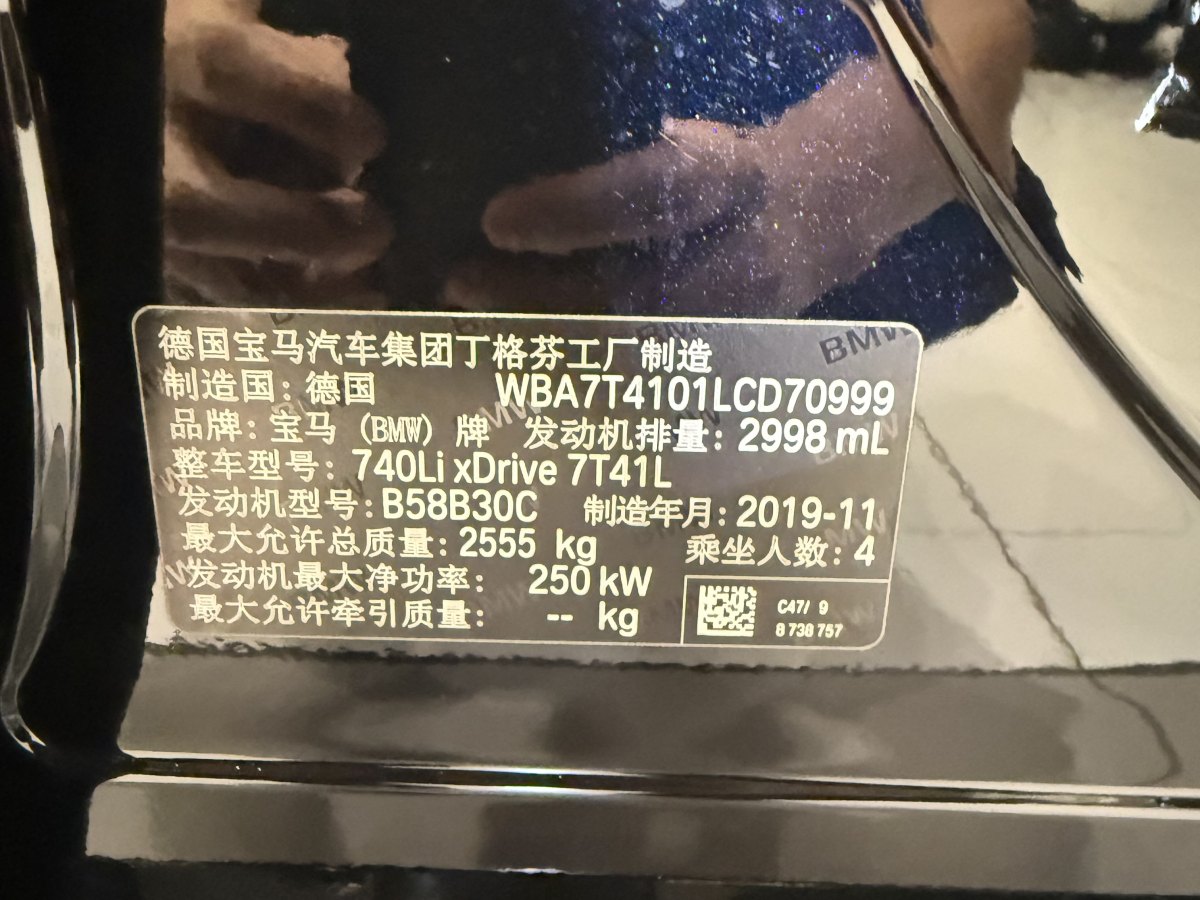 德国宝马汽车集团丁格芬工厂制造
制造国：德国 WBA7T4101LCD70999
品牌：宝马（BMW）牌 发动机排量：2998 mL
整车型号：740Li xDrive 7T41L
发动机型号：B58B30C 制造年月：2019-11
最大允许总质量：2555 kg 乘坐人数：4
发动机最大净功率： 250 kW
最大允许牵引质量： -- kg
C47/ 9
8 738 757
BMW